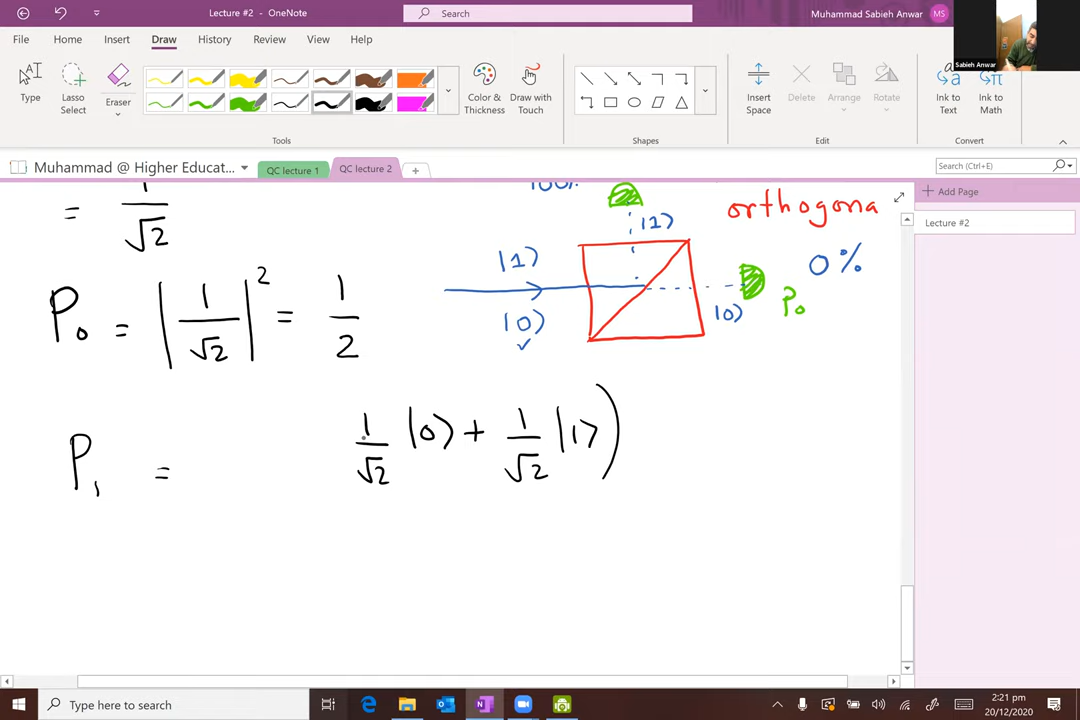 Lecture #2 - OneNote
Search
Muhammad Sabieh Anwar
MS
Sabieh Anwar
File Home Insert Draw History Review View Help
Type
Lasso Select
Eraser
Color & Thickness
Draw with Touch
Insert Space
Delete
Arrange
Rotate
Ink to Text
Ink to Math
Tools
Shapes
Edit
Convert
Muhammad @ Higher Educat...
QC lecture 1
QC lecture 2
Search (Ctrl+E)
Add Page
Lecture #2
= 1/√2
100%
orthogona
|1⟩
|1⟩
0%
|0⟩
|0⟩
P₀
P₀ = |1/√2|² = 1/2
P₁ = 1/√2 |0⟩ + 1/√2 |1⟩)
Type here to search
2:21 pm
20/12/2020